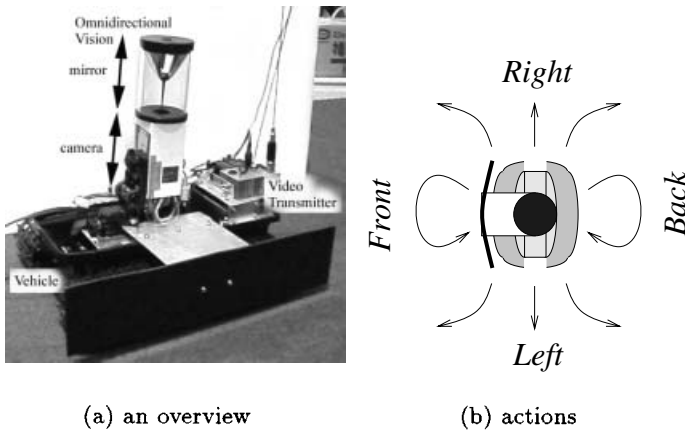 Omnidirectional
Vision
mirror
camera
Video
Transmitter
Vehicle
(a) an overview
Right
Front
Back
Left
(b) actions